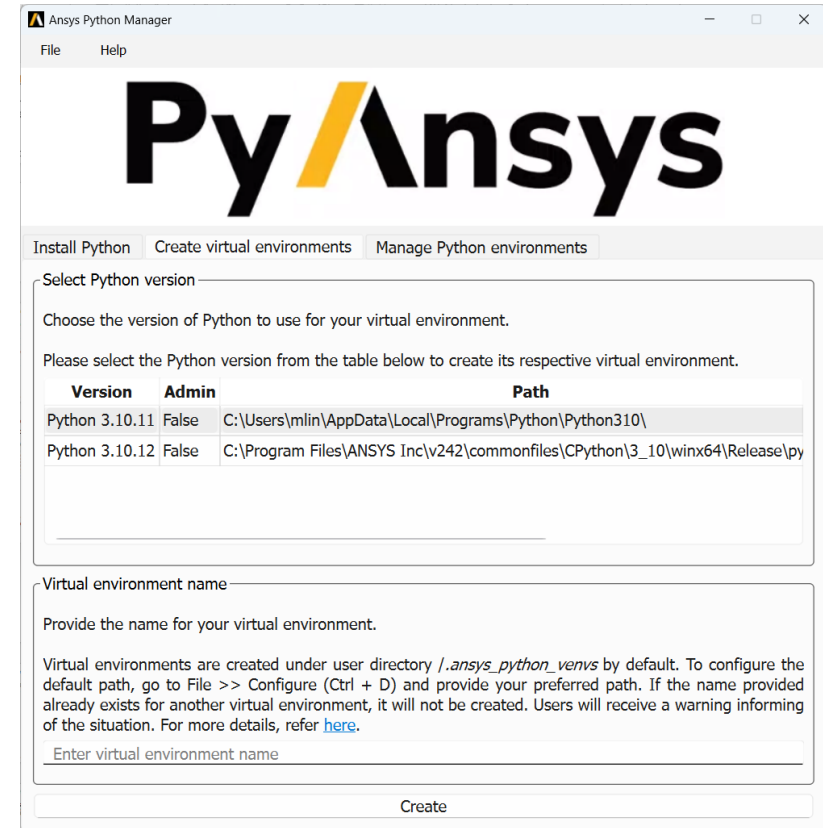 Ansys Python Manager
File Help
PyAnsys
Install Python Create virtual environments Manage Python environments
Select Python version
Choose the version of Python to use for your virtual environment.
Please select the Python version from the table below to create its respective virtual environment.
Version Admin Path
Python 3.10.11 False C:\Users\mlin\AppData\Local\Programs\Python\Python310\
Python 3.10.12 False C:\Program Files\ANSYS Inc\v242\commonfiles\CPython\3_10\winx64\Release\py
Virtual environment name
Provide the name for your virtual environment.
Virtual environments are created under user directory /.ansys_python_venvs by default. To configure the
default path, go to File >> Configure (Ctrl + D) and provide your preferred path. If the name provided
already exists for another virtual environment, it will not be created. Users will receive a warning informing
of the situation. For more details, refer here.
Enter virtual environment name
Create